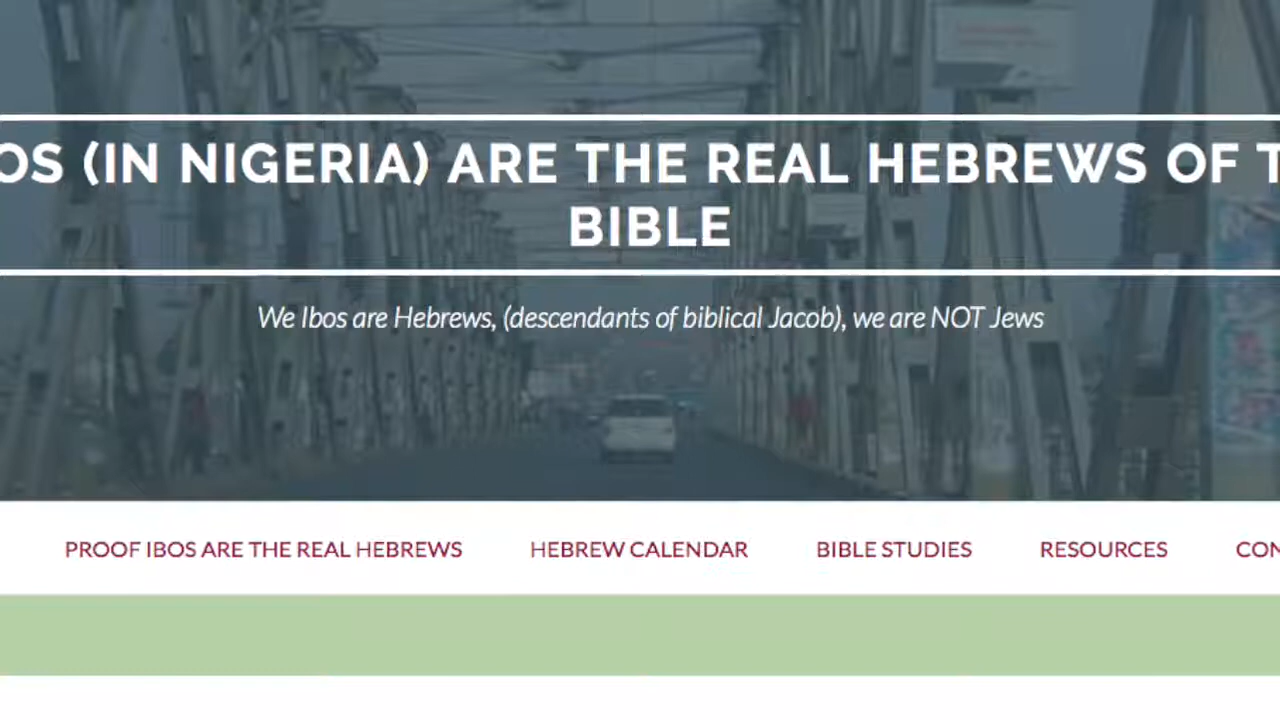 OS (IN NIGERIA) ARE THE REAL HEBREWS OF T
BIBLE
We Ibos are Hebrews, (descendants of biblical Jacob), we are NOT Jews
PROOF IBOS ARE THE REAL HEBREWS HEBREW CALENDAR BIBLE STUDIES RESOURCES CON